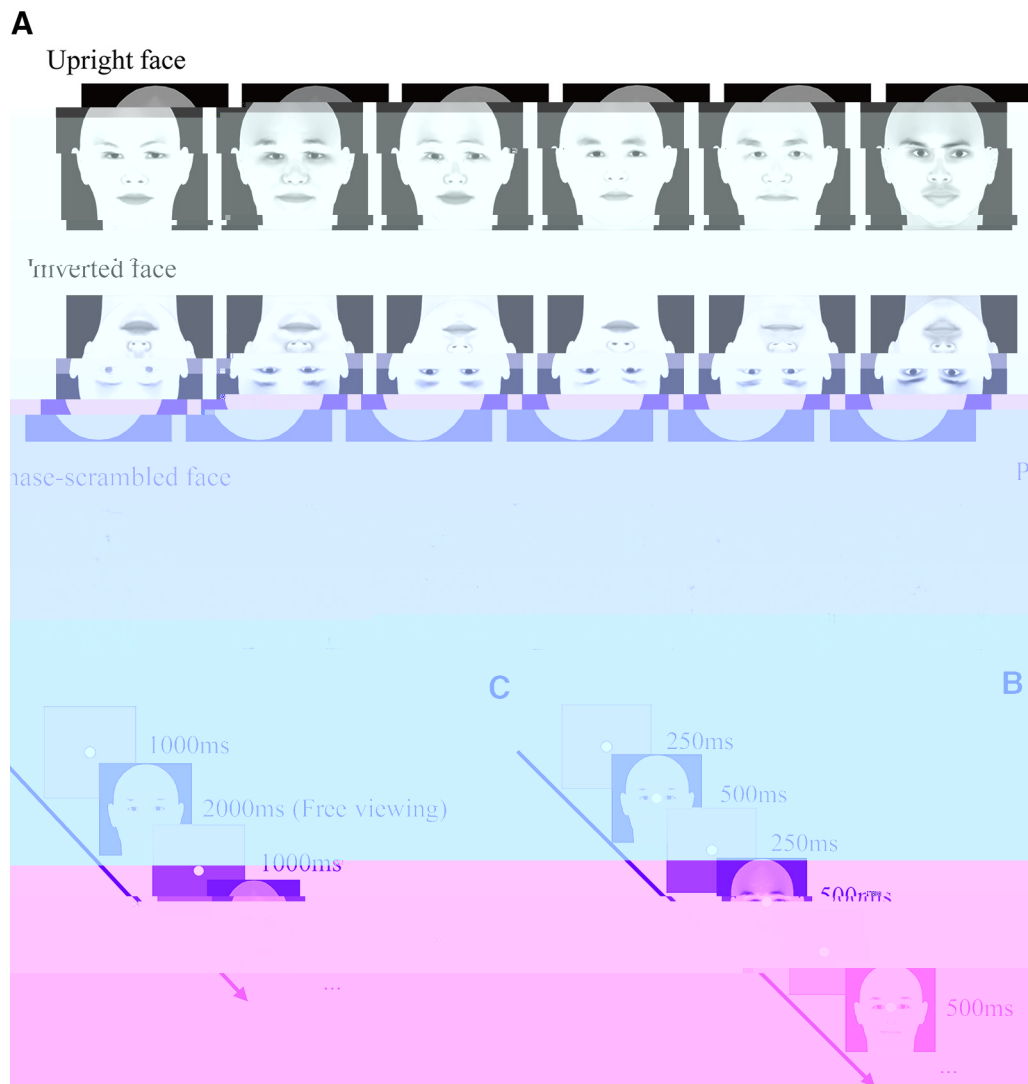 A
Upright face
Inverted face
hase-scrambled face
P
C
B
1000ms
2000ms (Free viewing)
1000ms
...
250ms
500ms
250ms
500ms
500ms
...